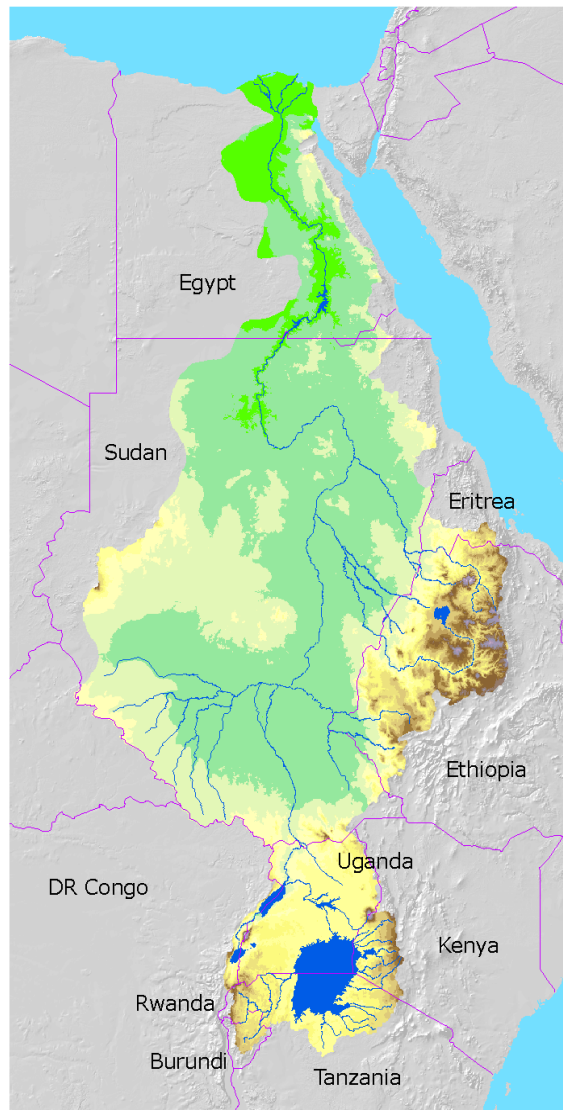 Egypt
Sudan
Eritrea
Ethiopia
Uganda
DR Congo
Kenya
Rwanda
Burundi
Tanzania